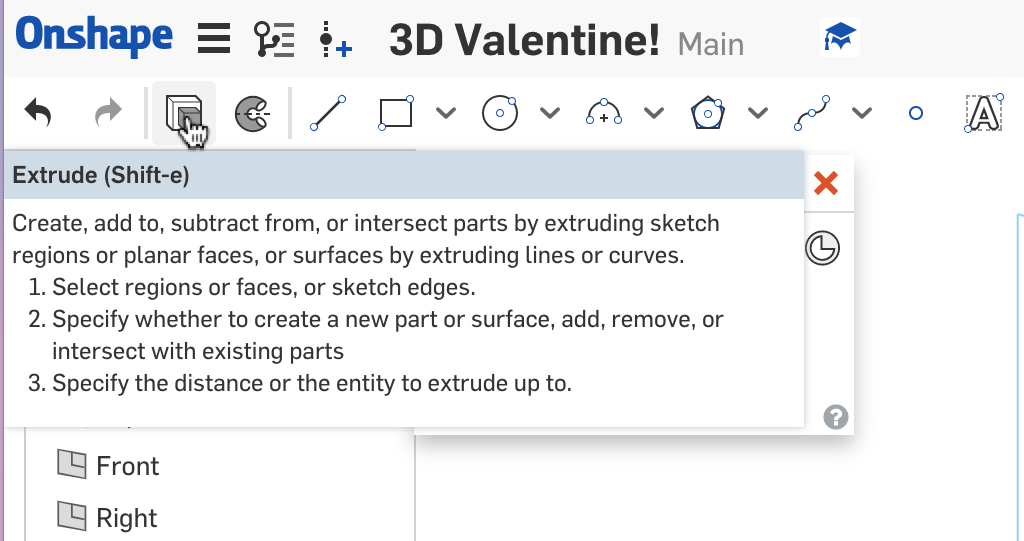 Onshape 3D Valentine! Main
A
Extrude (Shift-e)
Create, add to, subtract from, or intersect parts by extruding sketch
regions or planar faces, or surfaces by extruding lines or curves.
1. Select regions or faces, or sketch edges.
2. Specify whether to create a new part or surface, add, remove, or
intersect with existing parts
3. Specify the distance or the entity to extrude up to.
?
Front
Right